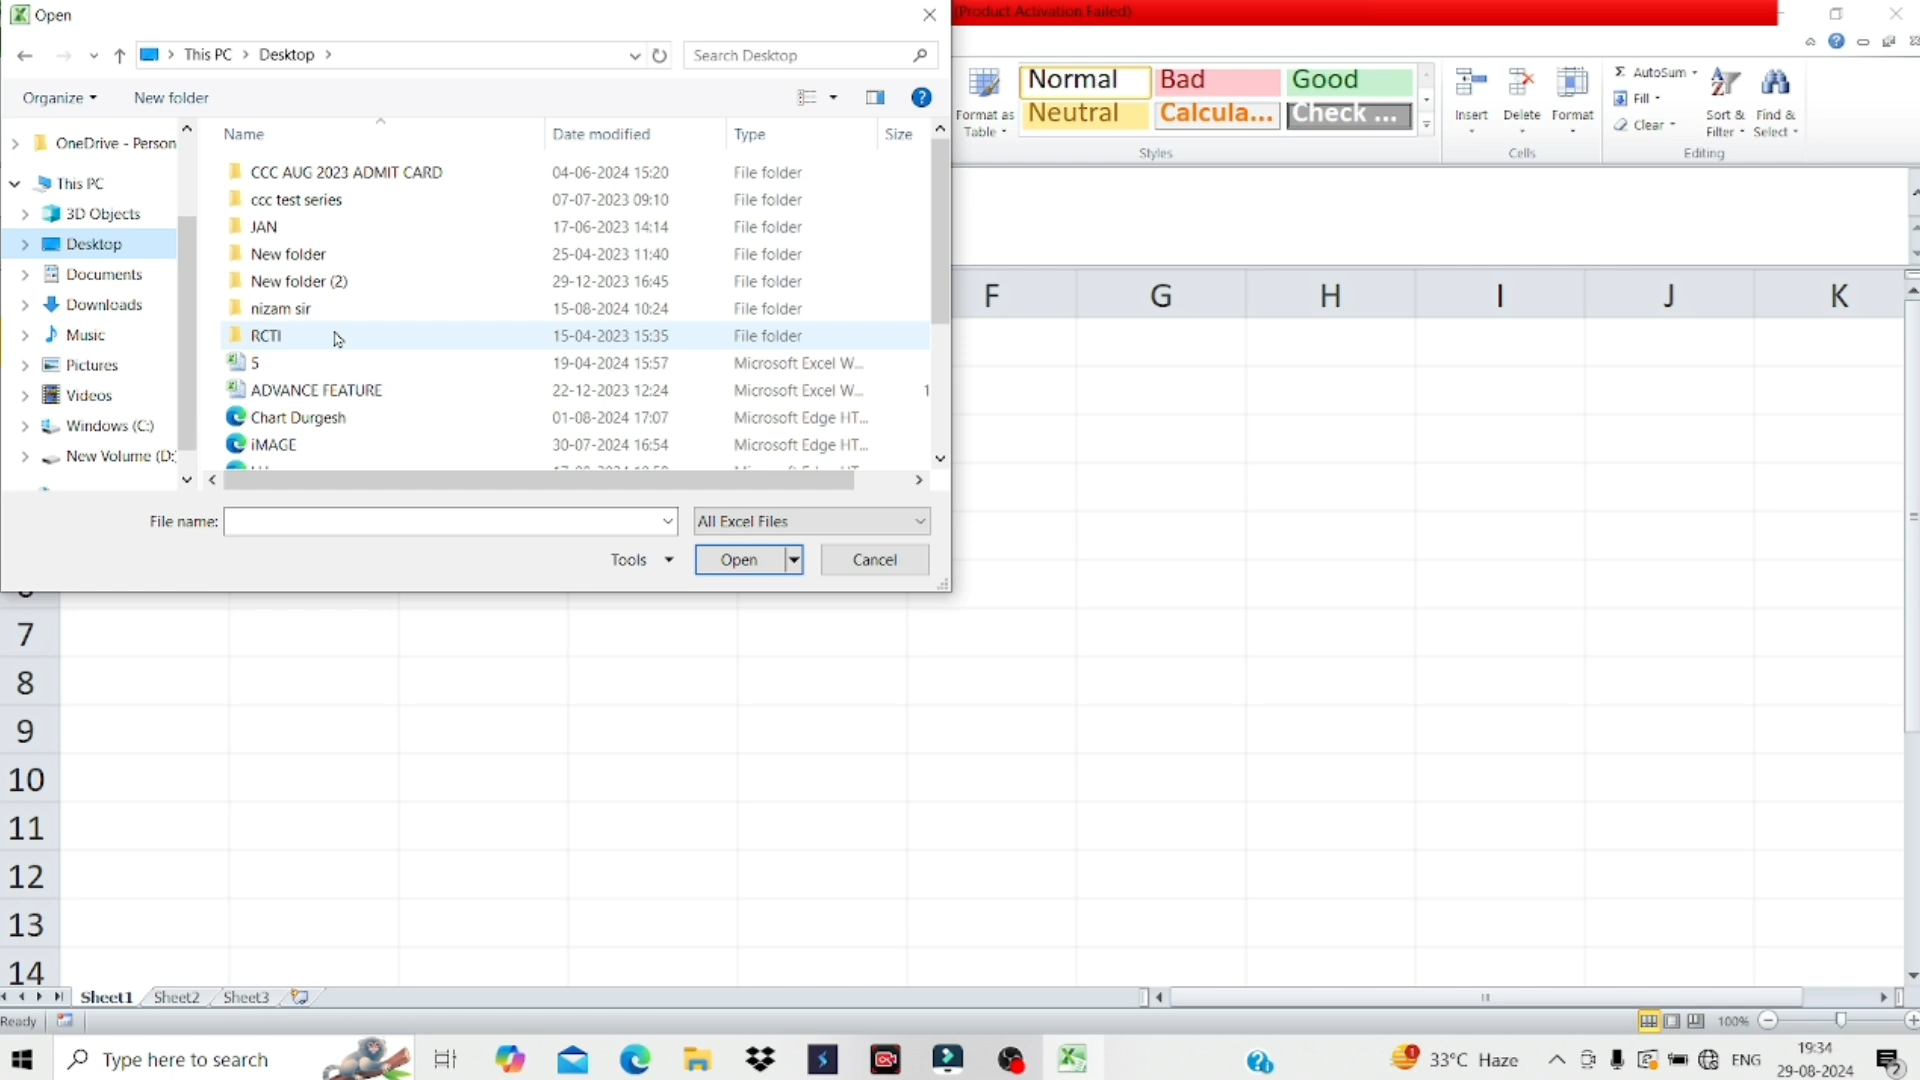 Open
(Product Activation Failed)
This PC > Desktop >
Search Desktop
Organize
New folder
Name
Date modified
Type
Size
OneDrive - Person
This PC
3D Objects
Desktop
Documents
Downloads
Music
Pictures
Videos
Windows (C:)
New Volume (D:
CCC AUG 2023 ADMIT CARD 04-06-2024 15:20 File folder
ccc test series 07-07-2023 09:10 File folder
JAN 17-06-2023 14:14 File folder
New folder 25-04-2023 11:40 File folder
New folder (2) 29-12-2023 16:45 File folder
nizam sir 15-08-2024 10:24 File folder
RCTI 15-04-2023 15:35 File folder
5 19-04-2024 15:57 Microsoft Excel W...
ADVANCE FEATURE 22-12-2023 12:24 Microsoft Excel W... 1
Chart Durgesh 01-08-2024 17:07 Microsoft Edge HT...
iMAGE 30-07-2024 16:54 Microsoft Edge HT...
File name:
All Excel Files
Tools
Open
Cancel
Format as
Table
Normal
Bad
Good
Neutral
Calcula...
Check ...
Styles
Insert
Delete
Format
Cells
Σ AutoSum
Fill
Clear
Sort &
Filter
Find &
Select
Editing
F G H I J K
7
8
9
10
11
12
13
14
Sheet1 Sheet2 Sheet3
Ready
100%
Type here to search
33°C Haze
ENG
19:34
29-08-2024
2